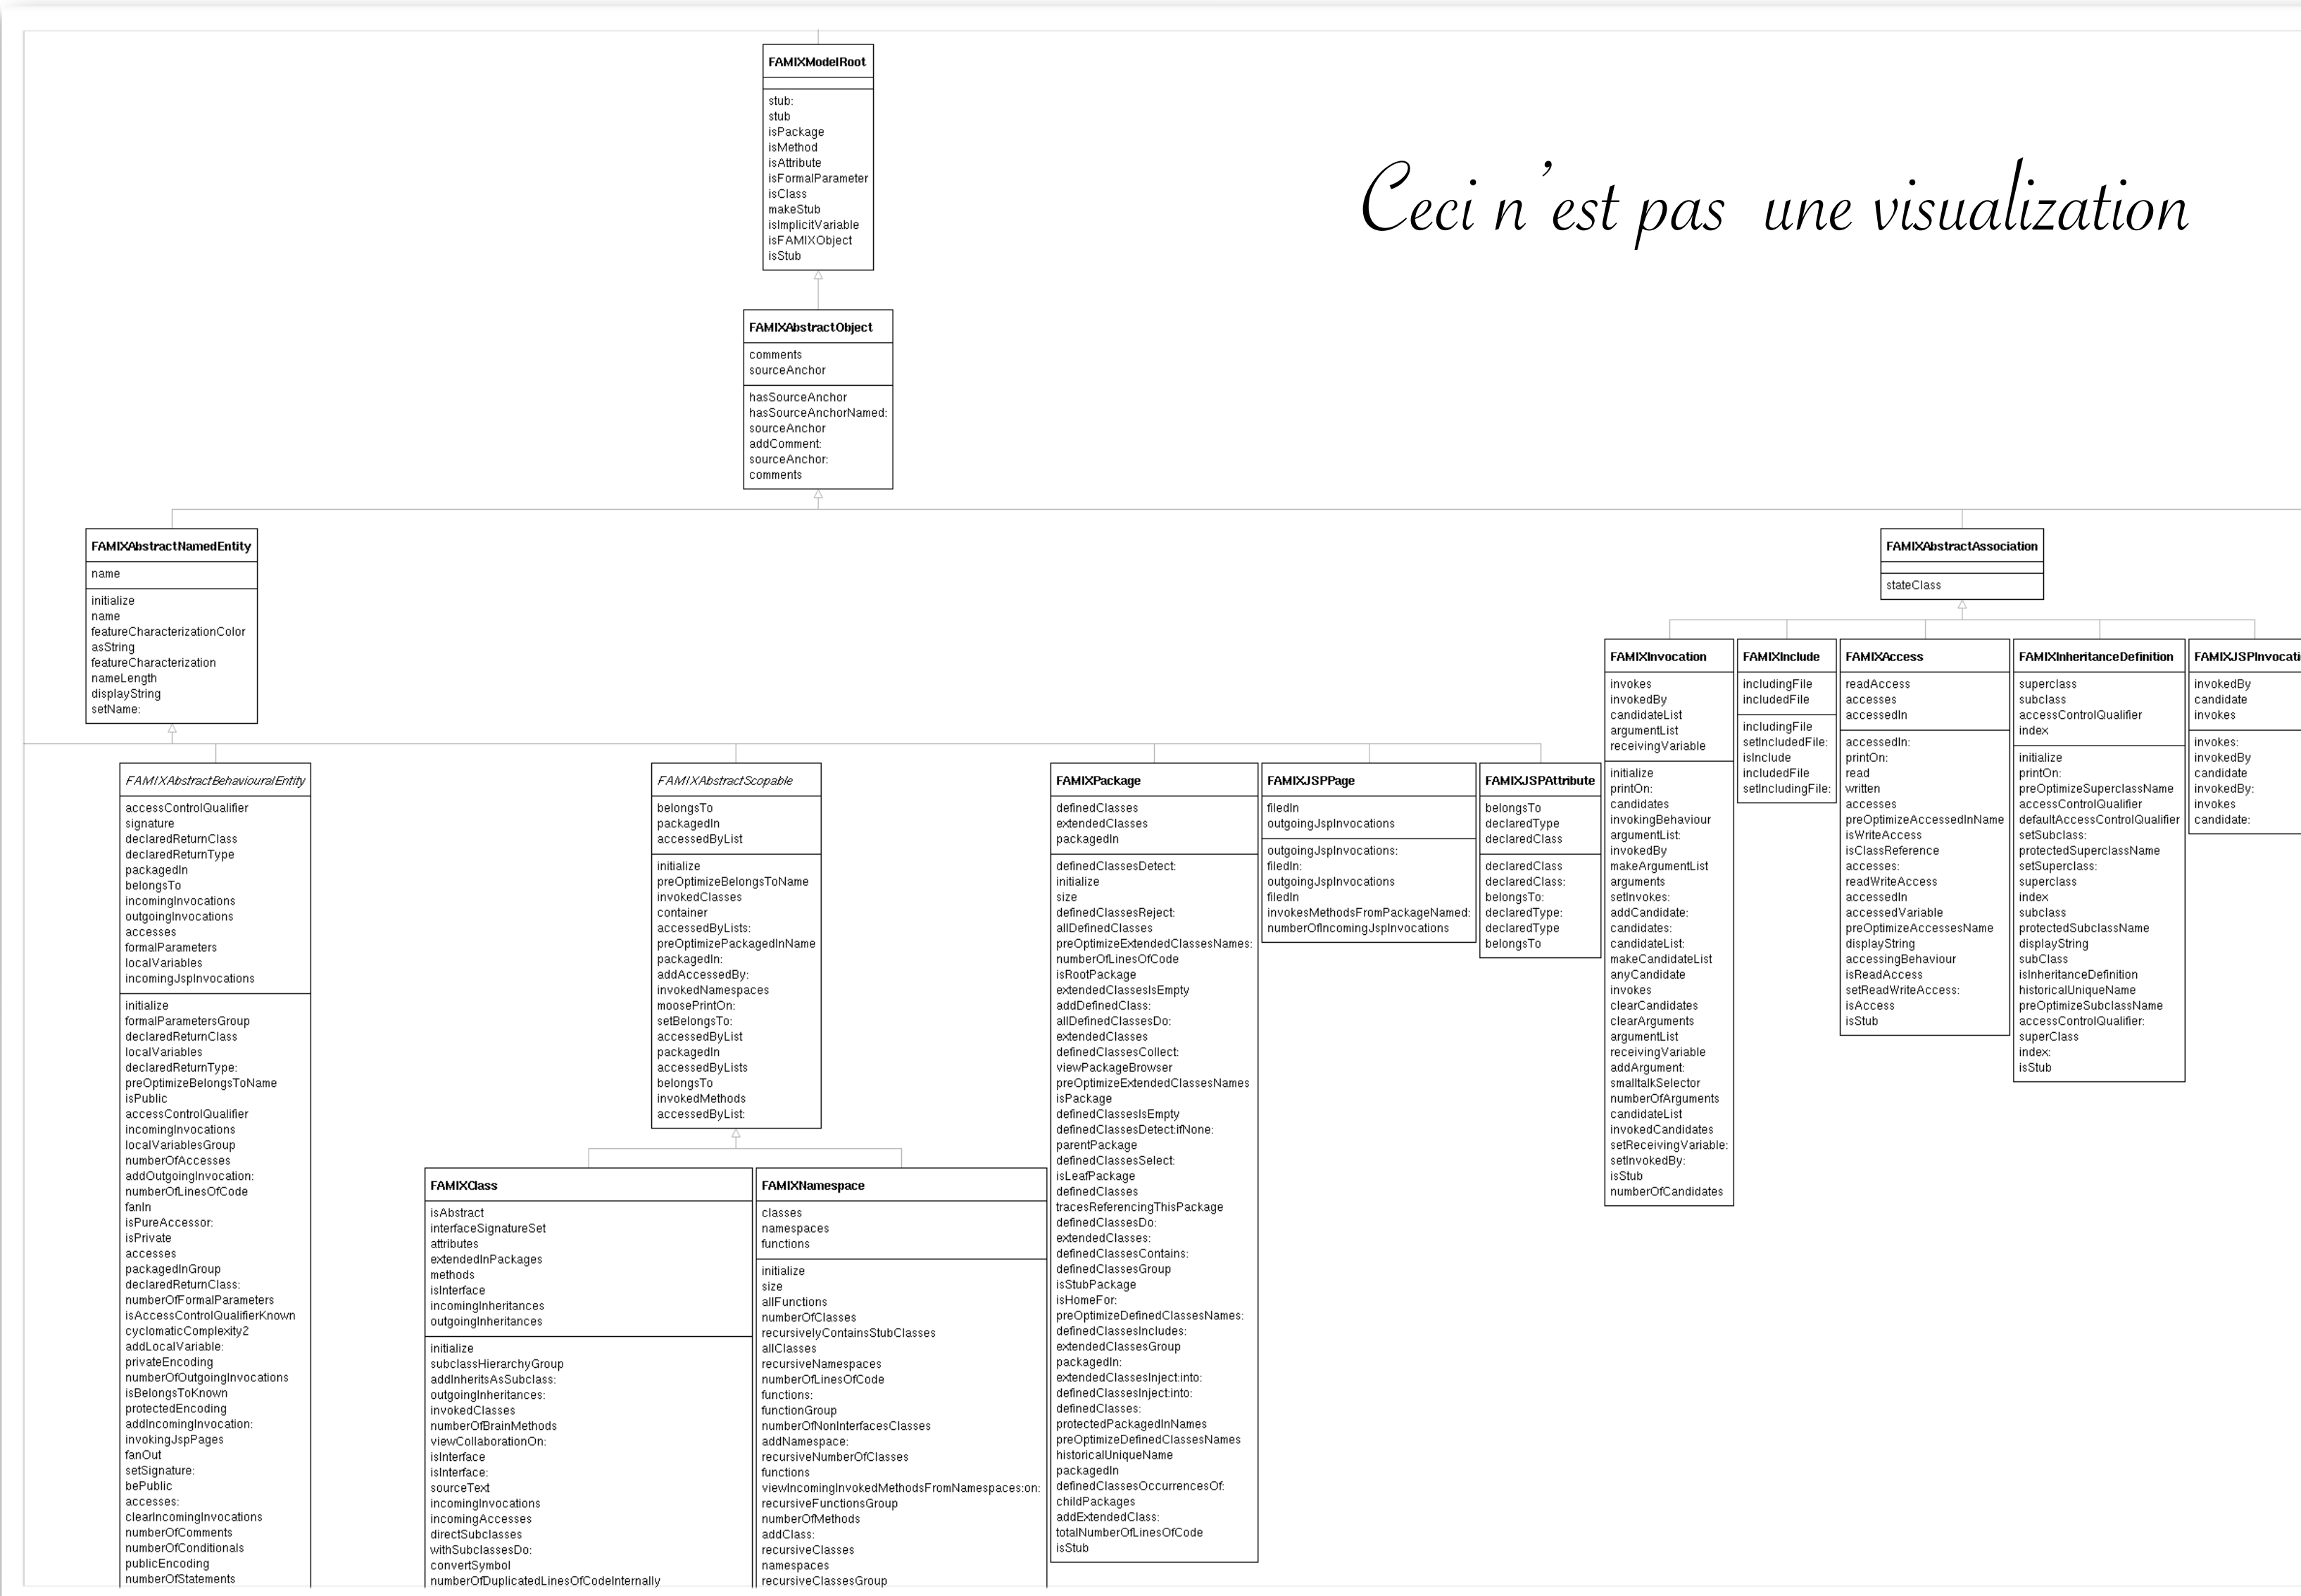 FAMIXModelRoot
stub:
stub
isPackage
isMethod
isAttribute
isFormalParameter
isClass
makeStub
isImplicitVariable
isFAMIXObject
isStub
Ceci n'est pas une visualization
FAMIXAbstractObject
comments
sourceAnchor
hasSourceAnchor
hasSourceAnchorNamed:
sourceAnchor
addComment:
sourceAnchor:
comments
FAMIXAbstractNamedEntity
name
initialize
name
featureCharacterizationColor
asString
featureCharacterization
nameLength
displayString
setName:
FAMIXAbstractAssociation
stateClass
FAMIXInvocation
invokes
invokedBy
candidateList
argumentList
receivingVariable
initialize
printOn:
candidates
invokingBehaviour
argumentList:
invokedBy
makeArgumentList
arguments
setInvokes:
addCandidate:
candidates:
candidateList:
makeCandidateList
anyCandidate
invokes
clearCandidates
clearArguments
argumentList
receivingVariable
addArgument:
smalltalkSelector
numberOfArguments
candidateList
invokedCandidates
setReceivingVariable:
setInvokedBy:
isStub
numberOfCandidates
FAMIXInclude
includingFile
includedFile
includingFile
setIncludedFile:
isInclude
includedFile
setIncludingFile:
FAMIXAccess
readAccess
accesses
accessedIn
accessedIn:
printOn:
read
written
accesses
preOptimizeAccessedInName
isWriteAccess
isClassReference
accesses:
readWriteAccess
accessedIn
accessedVariable
preOptimizeAccessesName
displayString
accessingBehaviour
isReadAccess
setReadWriteAccess:
isAccess
isStub
FAMIXInheritanceDefinition
superclass
subclass
accessControlQualifier
index
initialize
printOn:
preOptimizeSuperclassName
accessControlQualifier
defaultAccessControlQualifier
setSubclass:
protectedSuperclassName
setSuperclass:
superclass
index
subclass
protectedSubclassName
displayString
subClass
isInheritanceDefinition
historicalUniqueName
preOptimizeSubclassName
accessControlQualifier:
superClass
index:
isStub
FAMIXJSPInvocati
invokedBy
candidate
invokes
invokes:
invokedBy
candidate
invokedBy:
invokes
candidate:
FAMIXAbstractBehaviouralEntity
accessControlQualifier
signature
declaredReturnClass
declaredReturnType
packagedIn
belongsTo
incomingInvocations
outgoingInvocations
accesses
formalParameters
localVariables
incomingJspInvocations
initialize
formalParametersGroup
declaredReturnClass
localVariables
declaredReturnType:
preOptimizeBelongsToName
isPublic
accessControlQualifier
incomingInvocations
localVariablesGroup
numberOfAccesses
addOutgoingInvocation:
numberOfLinesOfCode
fanIn
isPureAccessor:
isPrivate
accesses
packagedInGroup
declaredReturnClass:
numberOfFormalParameters
isAccessControlQualifierKnown
cyclomaticComplexity2
addLocalVariable:
privateEncoding
numberOfOutgoingInvocations
isBelongsToKnown
protectedEncoding
addIncomingInvocation:
invokingJspPages
fanOut
setSignature:
bePublic
accesses:
clearIncomingInvocations
numberOfComments
numberOfConditionals
publicEncoding
numberOfStatements
FAMIXAbstractScopable
belongsTo
packagedIn
accessedByList
initialize
preOptimizeBelongsToName
invokedClasses
container
accessedByLists:
preOptimizePackagedInName
packagedIn:
addAccessedBy:
invokedNamespaces
moosePrintOn:
setBelongsTo:
accessedByList
packagedIn
accessedByLists
belongsTo
invokedMethods
accessedByList:
FAMIXClass
isAbstract
interfaceSignatureSet
attributes
extendedInPackages
methods
isInterface
incomingInheritances
outgoingInheritances
initialize
subclassHierarchyGroup
addInheritsAsSubclass:
outgoingInheritances:
invokedClasses
numberOfBrainMethods
viewCollaborationOn:
isInterface
isInterface:
sourceText
incomingInvocations
incomingAccesses
directSubclasses
withSubclassesDo:
convertSymbol
numberOfDuplicatedLinesOfCodeInternally
FAMIXNamespace
classes
namespaces
functions
initialize
size
allFunctions
numberOfClasses
recursivelyContainsStubClasses
allClasses
recursiveNamespaces
numberOfLinesOfCode
functions:
functionGroup
numberOfNonInterfacesClasses
addNamespace:
recursiveNumberOfClasses
functions
viewIncomingInvokedMethodsFromNamespaces:on:
recursiveFunctionsGroup
numberOfMethods
addClass:
recursiveClasses
namespaces
recursiveClassesGroup
FAMIXPackage
definedClasses
extendedClasses
packagedIn
definedClassesDetect:
initialize
size
definedClassesReject:
allDefinedClasses
preOptimizeExtendedClassesNames:
numberOfLinesOfCode
isRootPackage
extendedClassesIsEmpty
addDefinedClass:
allDefinedClassesDo:
extendedClasses
definedClassesCollect:
viewPackageBrowser
preOptimizeExtendedClassesNames
isPackage
definedClassesIsEmpty
definedClassesDetect:ifNone:
parentPackage
definedClassesSelect:
isLeafPackage
definedClasses
tracesReferencingThisPackage
definedClassesDo:
extendedClasses:
definedClassesContains:
definedClassesGroup
isStubPackage
isHomeFor:
preOptimizeDefinedClassesNames:
definedClassesIncludes:
extendedClassesGroup
packagedIn:
extendedClassesInject:into:
definedClassesInject:into:
definedClasses:
protectedPackagedInNames
preOptimizeDefinedClassesNames
historicalUniqueName
packagedIn
definedClassesOccurrencesOf:
childPackages
addExtendedClass:
totalNumberOfLinesOfCode
isStub
FAMIXJSPPage
filedIn
outgoingJspInvocations
outgoingJspInvocations:
filedIn:
outgoingJspInvocations
filedIn
invokesMethodsFromPackageNamed:
numberOfIncomingJspInvocations
FAMIXJSPAttribute
belongsTo
declaredType
declaredClass
declaredClass
declaredClass:
belongsTo:
declaredType:
declaredType
belongsTo